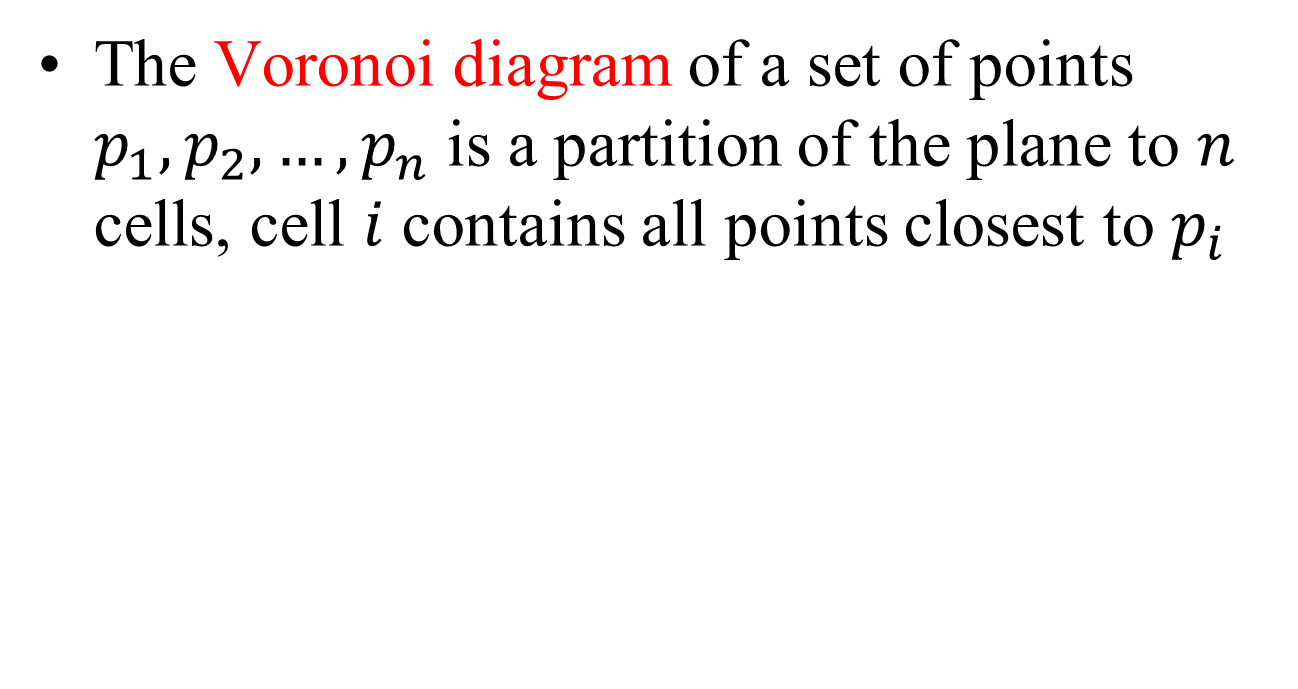 • The Voronoi diagram of a set of points
𝑝₁, 𝑝₂, … , 𝑝ₙ is a partition of the plane to 𝑛
cells, cell 𝑖 contains all points closest to 𝑝ᵢ